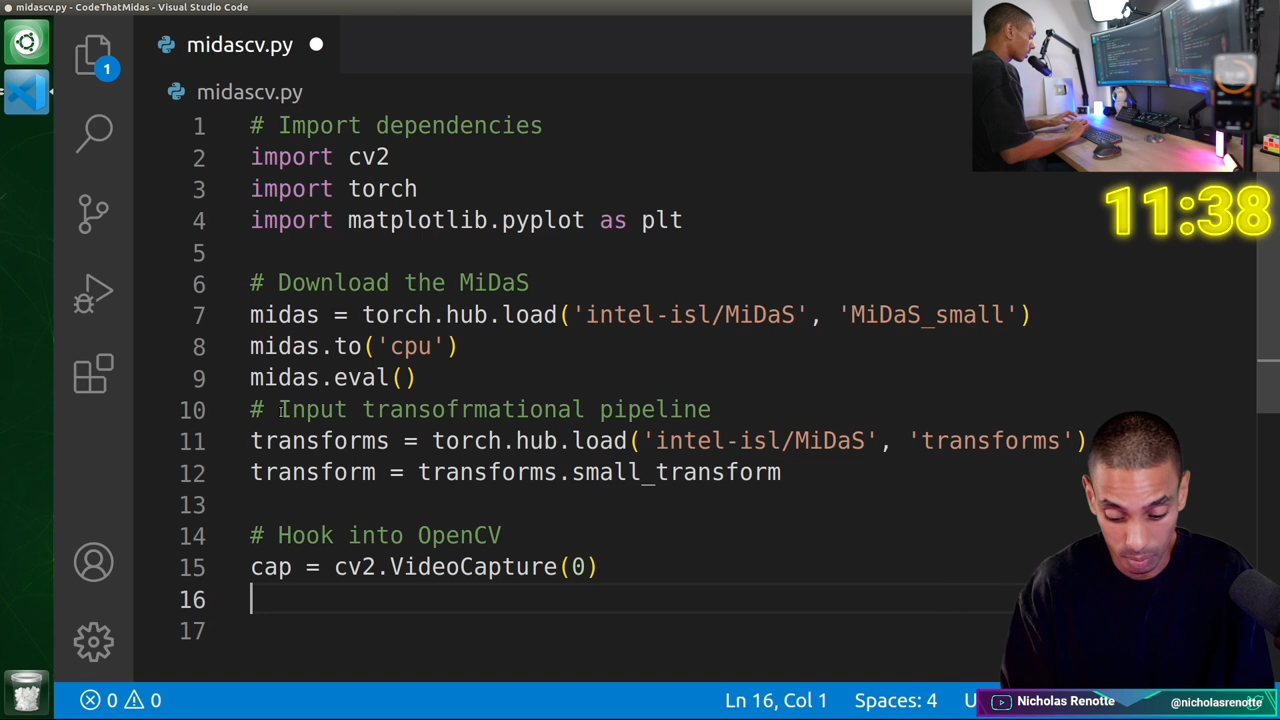 midascv.py - CodeThatMidas - Visual Studio Code
midascv.py
1
midascv.py
1 # Import dependencies
2 import cv2
3 import torch
4 import matplotlib.pyplot as plt
5
6 # Download the MiDaS
7 midas = torch.hub.load('intel-isl/MiDaS', 'MiDaS_small')
8 midas.to('cpu')
9 midas.eval()
10 # Input transofrmational pipeline
11 transforms = torch.hub.load('intel-isl/MiDaS', 'transforms')
12 transform = transforms.small_transform
13
14 # Hook into OpenCV
15 cap = cv2.VideoCapture(0)
16
17
11:38
0 0
Ln 16, Col 1
Spaces: 4
U
Nicholas Renotte
@nicholasrenotte